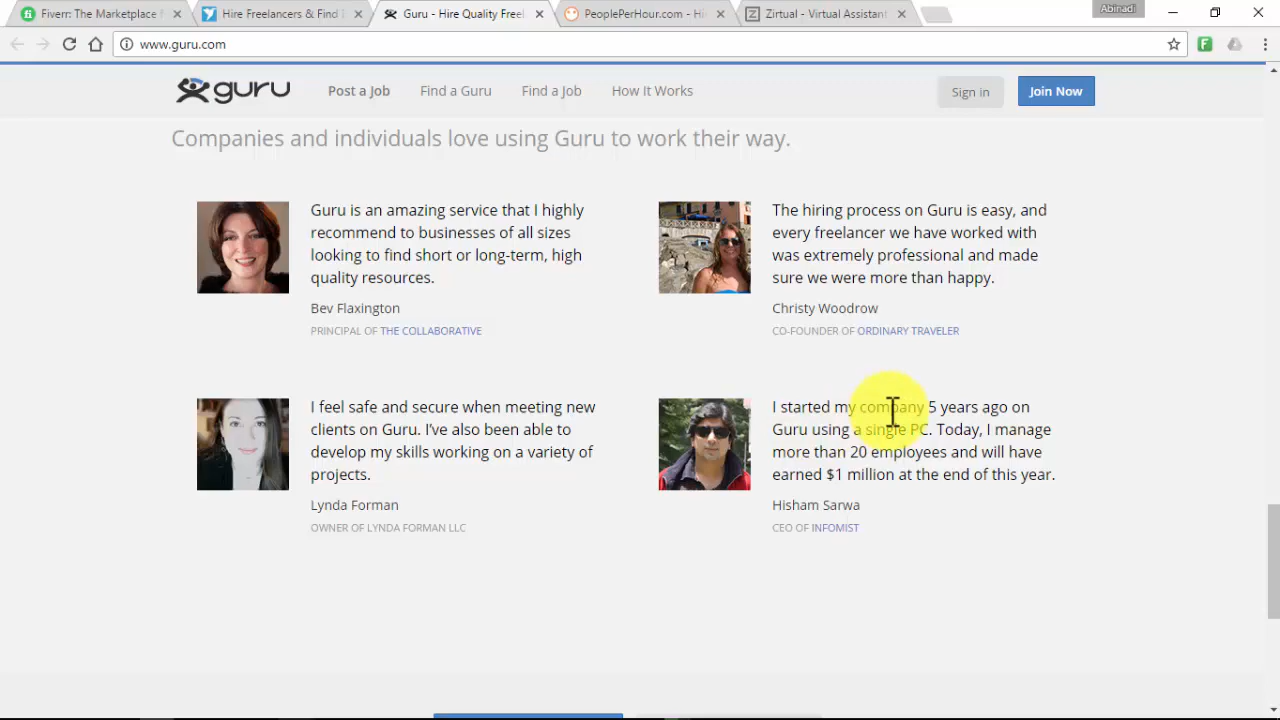 Fiverr: The Marketplace f
Hire Freelancers & Find
Guru - Hire Quality Freel
PeoplePerHour.com - Hi
Zirtual - Virtual Assistan
Abinadi
www.guru.com
guru
Post a Job
Find a Guru
Find a Job
How It Works
Sign in
Join Now
Companies and individuals love using Guru to work their way.
Guru is an amazing service that I highly
recommend to businesses of all sizes
looking to find short or long-term, high
quality resources.
Bev Flaxington
PRINCIPAL OF THE COLLABORATIVE
The hiring process on Guru is easy, and
every freelancer we have worked with
was extremely professional and made
sure we were more than happy.
Christy Woodrow
CO-FOUNDER OF ORDINARY TRAVELER
I feel safe and secure when meeting new
clients on Guru. I've also been able to
develop my skills working on a variety of
projects.
Lynda Forman
OWNER OF LYNDA FORMAN LLC
I started my company 5 years ago on
Guru using a single PC. Today, I manage
more than 20 employees and will have
earned $1 million at the end of this year.
Hisham Sarwa
CEO OF INFOMIST